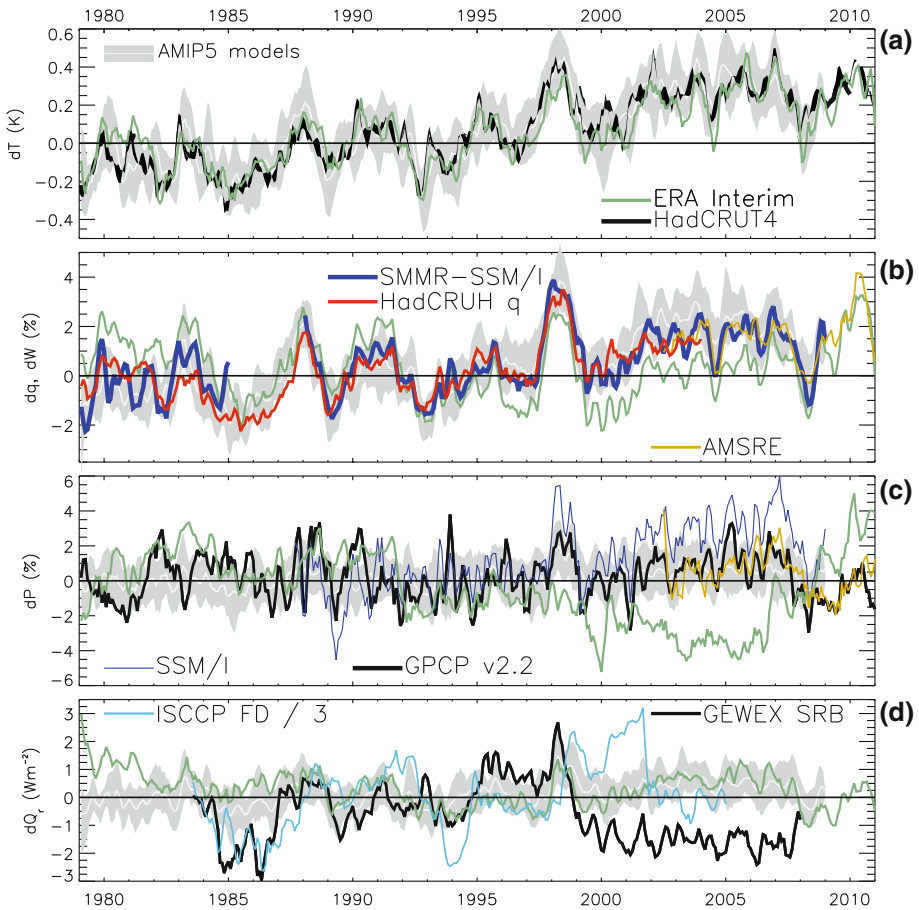 1980 1985 1990 1995 2000 2005 2010
(a)
AMIP5 models
0.6
0.4
0.2
0.0
−0.2
−0.4
dT (K)
ERA Interim
HadCRUT4
(b)
SMMR−SSM/I
HadCRUH q
4
2
0
−2
dq, dW (%)
AMSRE
(c)
6
4
2
0
−2
−4
−6
dP (%)
SSM/I
GPCP v2.2
(d)
ISCCP FD / 3
GEWEX SRB
3
2
1
0
−1
−2
−3
dQr (Wm⁻²)
1980 1985 1990 1995 2000 2005 2010